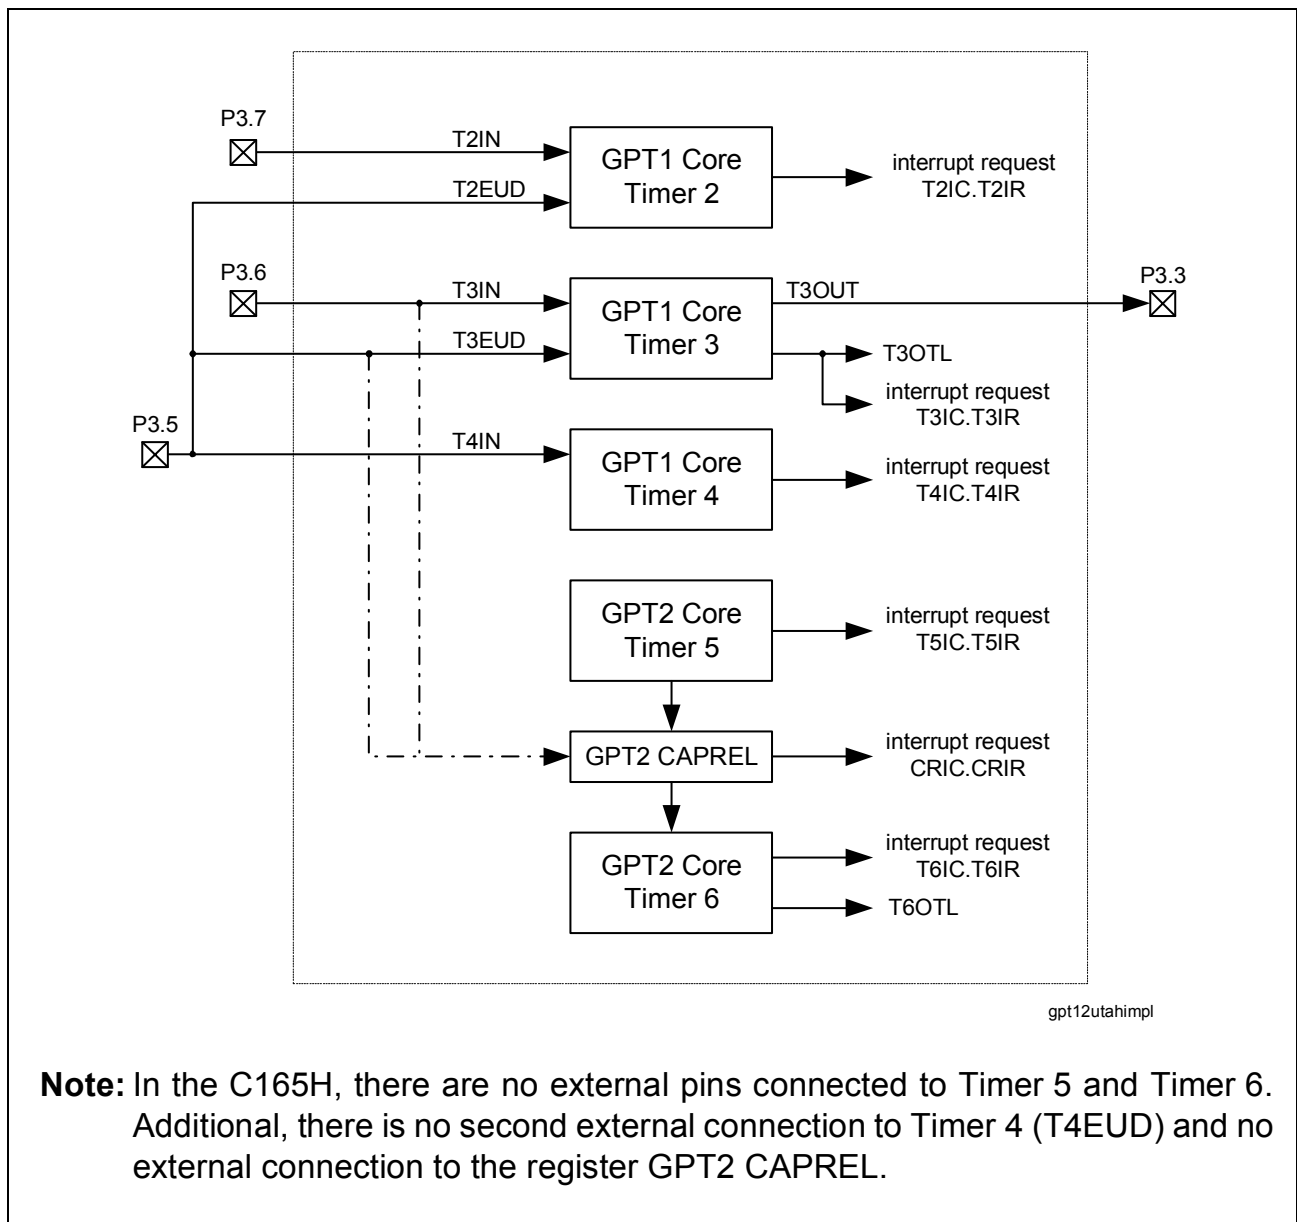 P3.7
T2IN
GPT1 Core
Timer 2
interrupt request
T2IC.T2IR
T2EUD
P3.6
T3IN
GPT1 Core
Timer 3
T3OUT
P3.3
T3EUD
T3OTL
interrupt request
T3IC.T3IR
P3.5
T4IN
GPT1 Core
Timer 4
interrupt request
T4IC.T4IR
GPT2 Core
Timer 5
interrupt request
T5IC.T5IR
GPT2 CAPREL
interrupt request
CRIC.CRIR
GPT2 Core
Timer 6
interrupt request
T6IC.T6IR
T6OTL
gpt12utahimpl
Note: In the C165H, there are no external pins connected to Timer 5 and Timer 6.
Additional, there is no second external connection to Timer 4 (T4EUD) and no
external connection to the register GPT2 CAPREL.